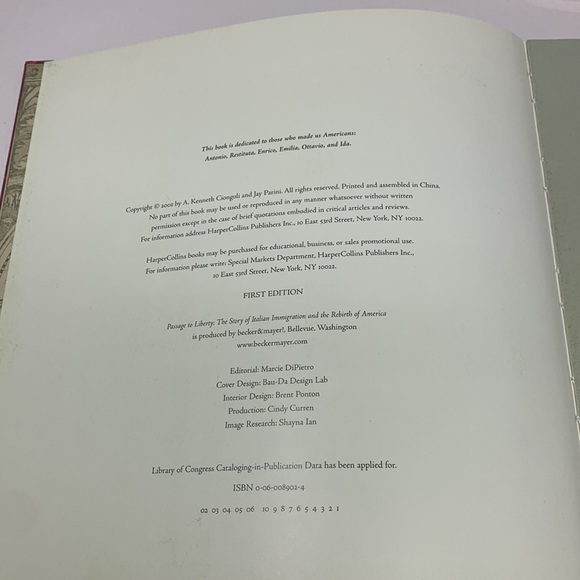 This book is dedicated to those who made us Americans:
Antonio, Restituta, Enrico, Emilia, Ottavio, and Ida.
Copyright © 2002 by A. Kenneth Ciongoli and Jay Parini. All rights reserved. Printed and assembled in China.
No part of this book may be used or reproduced in any manner whatsoever without written
permission except in the case of brief quotations embodied in critical articles and reviews.
For information address HarperCollins Publishers Inc., 10 East 53rd Street, New York, NY 10022.
HarperCollins books may be purchased for educational, business, or sales promotional use.
For information please write: Special Markets Department, HarperCollins Publishers Inc.,
10 East 53rd Street, New York, NY 10022.
FIRST EDITION
Passage to Liberty: The Story of Italian Immigration and the Rebirth of America
is produced by becker&mayer!, Bellevue, Washington
www.beckermayer.com
Editorial: Marcie DiPietro
Cover Design: Bau-Da Design Lab
Interior Design: Brent Ponton
Production: Cindy Curren
Image Research: Shayna Ian
Library of Congress Cataloging-in-Publication Data has been applied for.
ISBN 0-06-008902-4
02 03 04 05 06 10 9 8 7 6 5 4 3 2 1